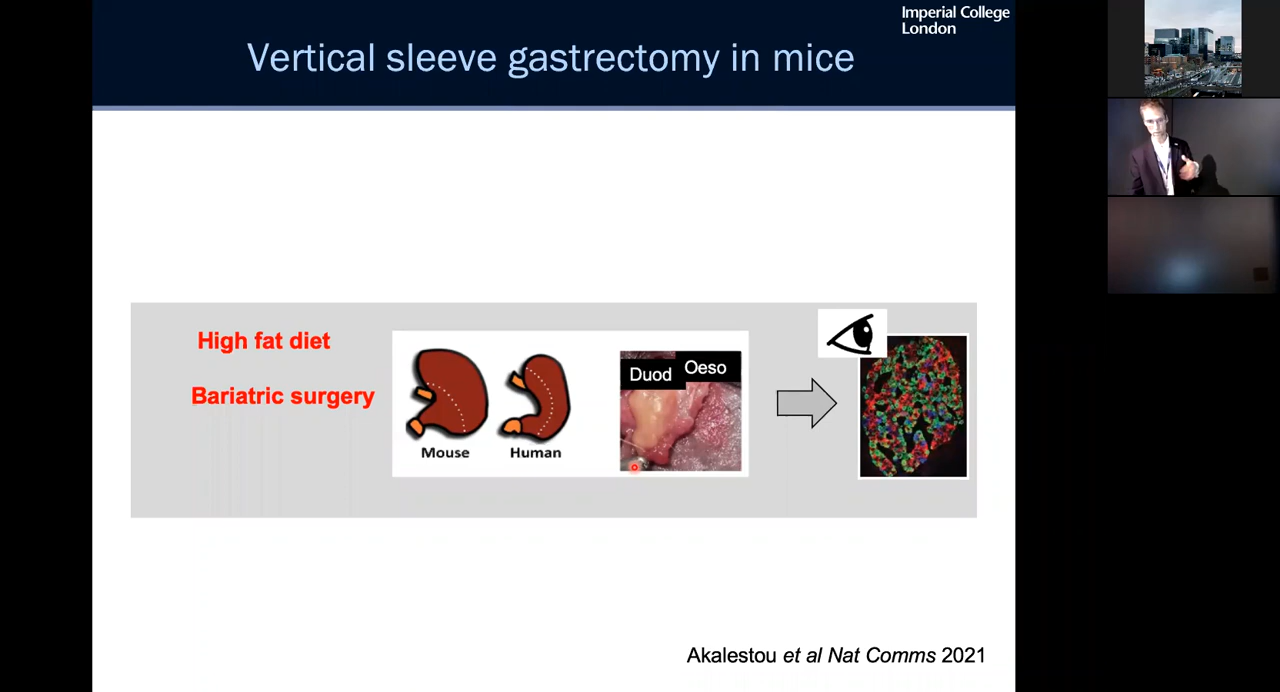 Imperial College
London
Vertical sleeve gastrectomy in mice
High fat diet
Bariatric surgery
Mouse
Human
Duod
Oeso
Akalestou et al Nat Comms 2021